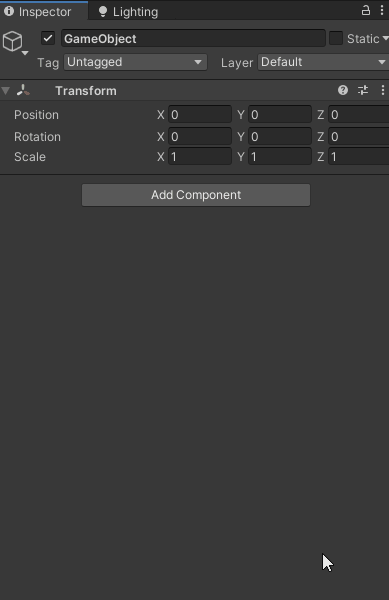 Inspector Lighting
GameObject Static
Tag Untagged Layer Default
Transform
Position X 0 Y 0 Z 0
Rotation X 0 Y 0 Z 0
Scale X 1 Y 1 Z 1
Add Component